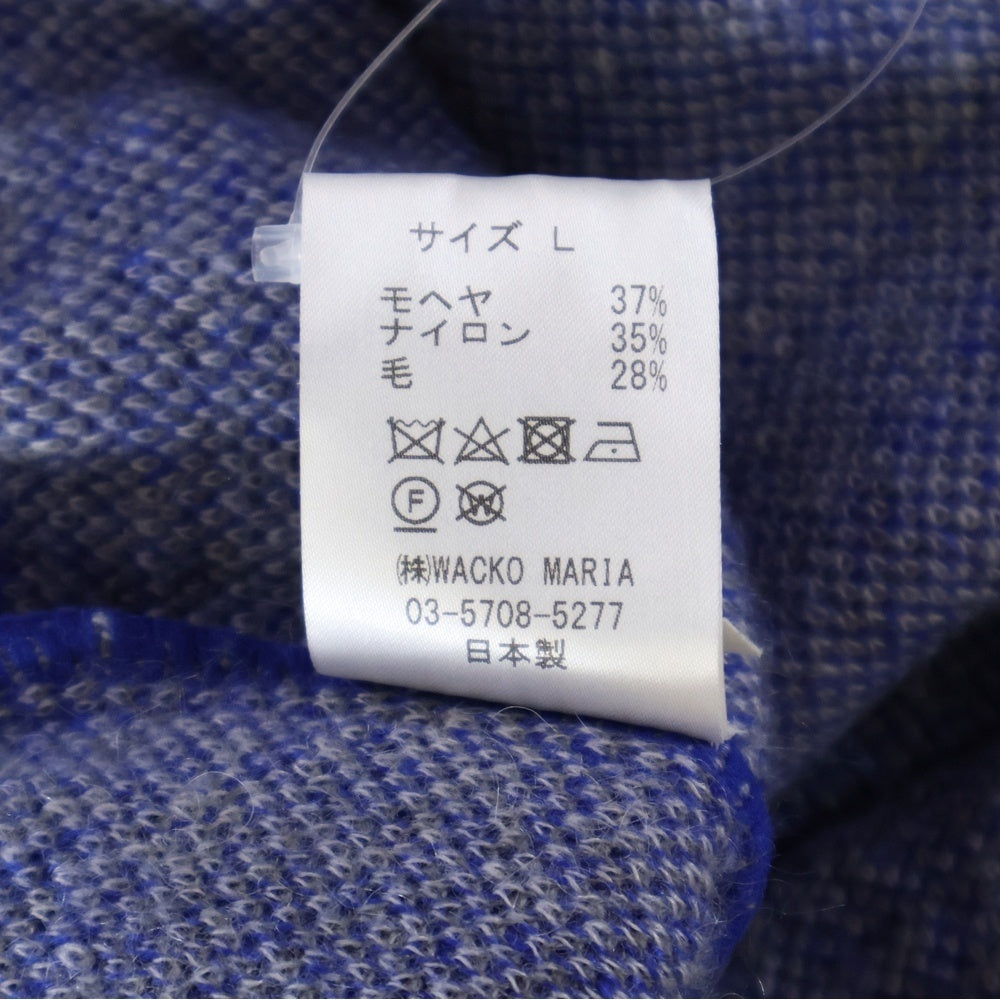 サイズ L
モヘヤ 37%
ナイロン 35%
毛 28%
F W
㈱WACKO MARIA
03-5708-5277
日本製